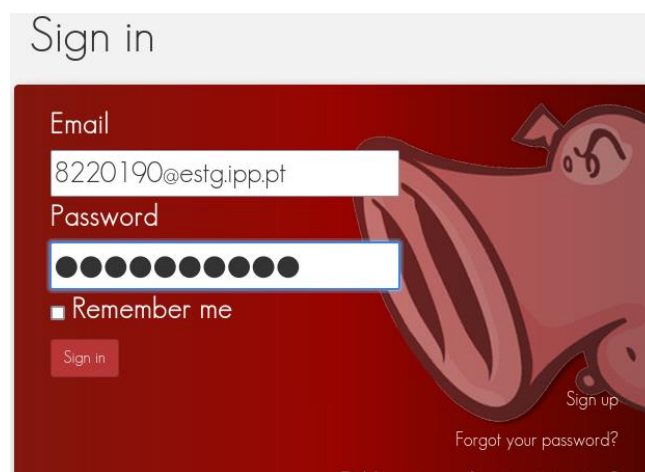 Sign in
Email
8220190@estg.ipp.pt
Password
●●●●●●●●●●
Remember me
Sign in
Sign up
Forgot your password?